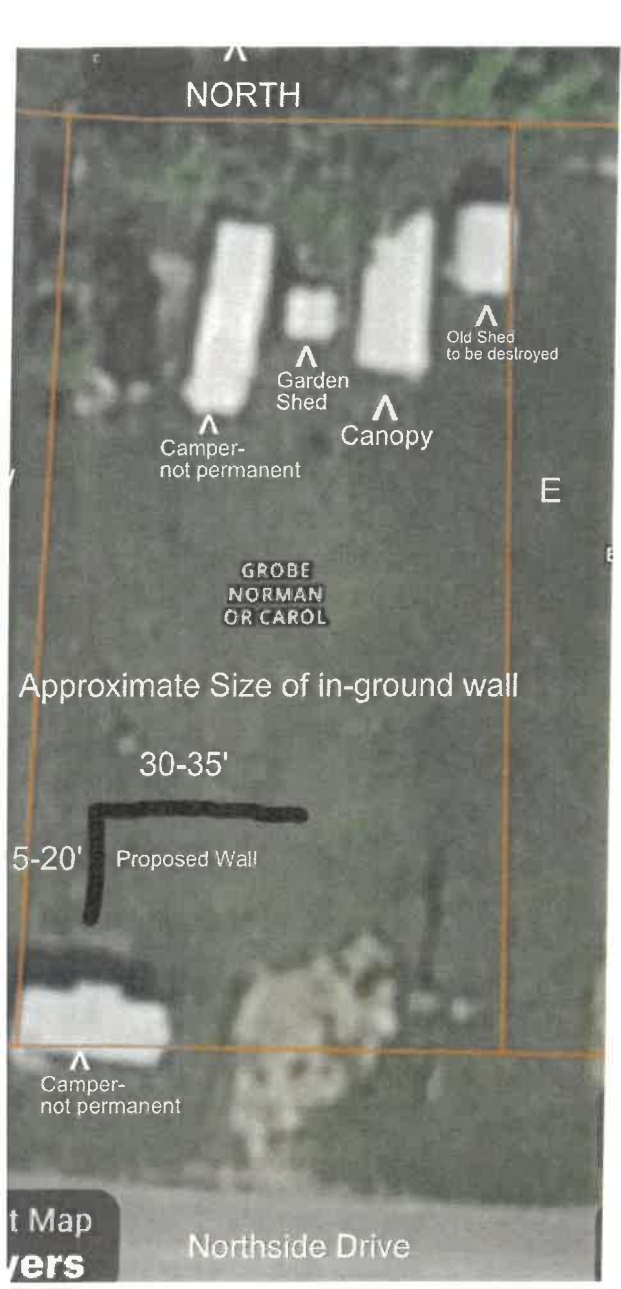 NORTH
Old Shed
to be destroyed
Garden
Shed
Canopy
Camper-
not permanent
E
GROBE
NORMAN
OR CAROL
Approximate Size of in-ground wall
30-35'
5-20'
Proposed Wall
Camper-
not permanent
t Map
yers
Northside Drive